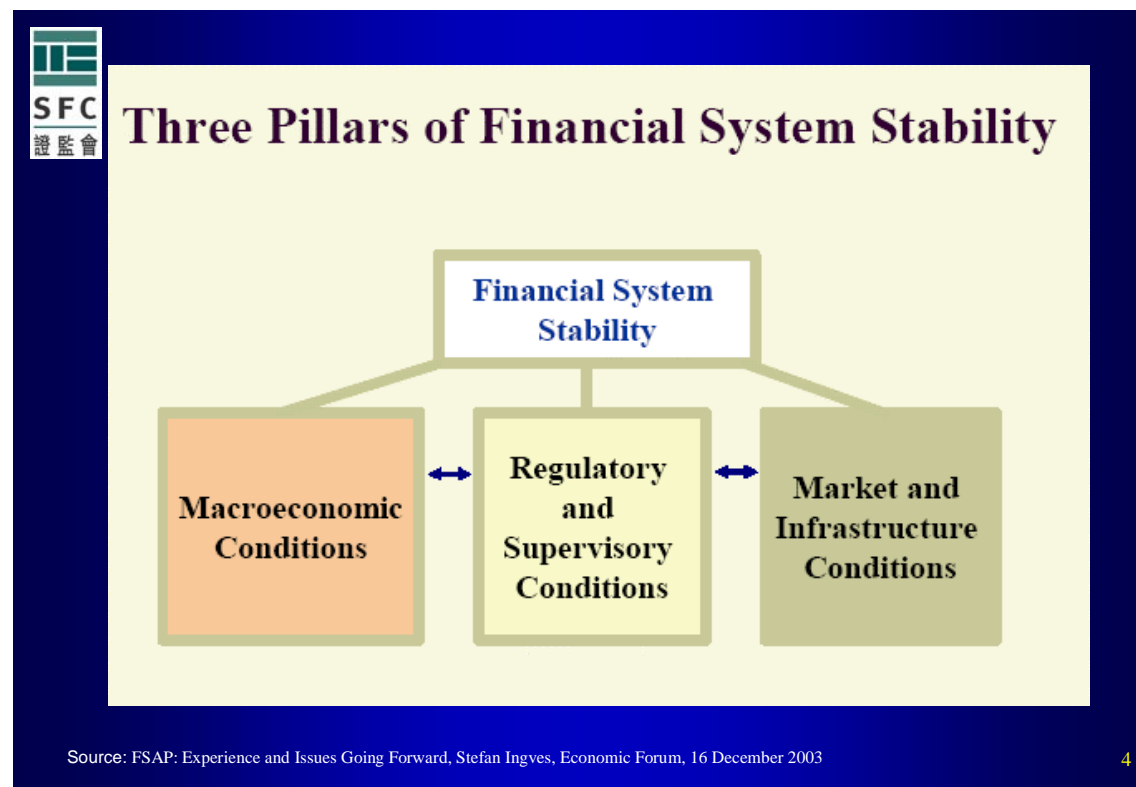 SFC
證監會
Three Pillars of Financial System Stability
Financial System
Stability
Macroeconomic
Conditions
Regulatory
and
Supervisory
Conditions
Market and
Infrastructure
Conditions
Source: FSAP: Experience and Issues Going Forward, Stefan Ingves, Economic Forum, 16 December 2003
4